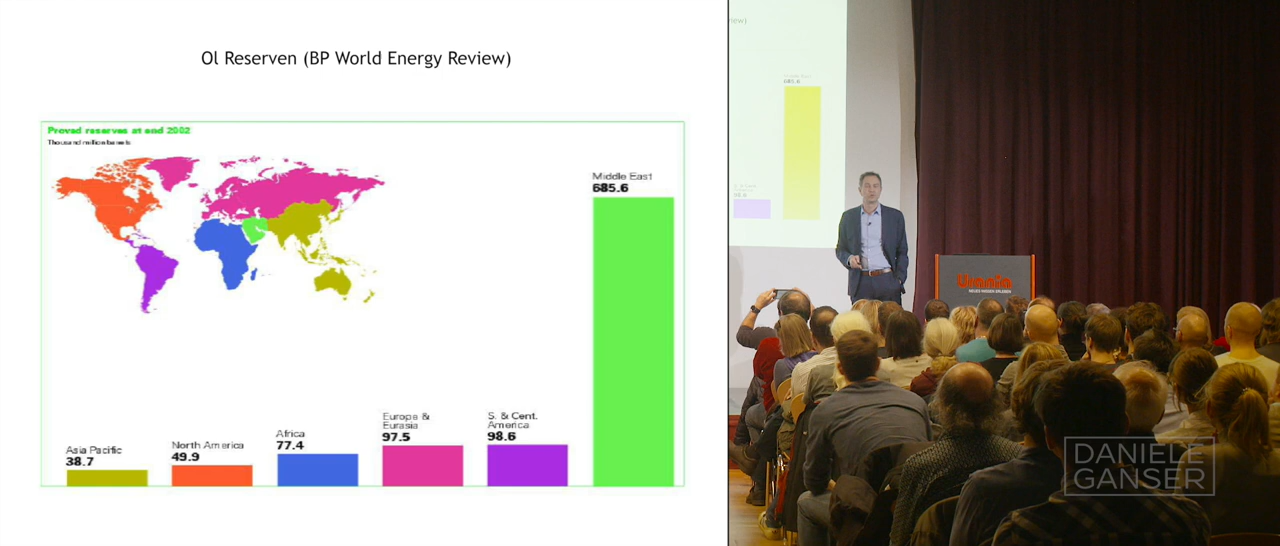 Ol Reserven (BP World Energy Review)
Proved reserves at end 2002
Thousand million barrels
Middle East
685.6
S. & Cent.
America
98.6
Europe &
Eurasia
97.5
Africa
77.4
North America
49.9
Asia Pacific
38.7
Urania
DANIELE
GANSER